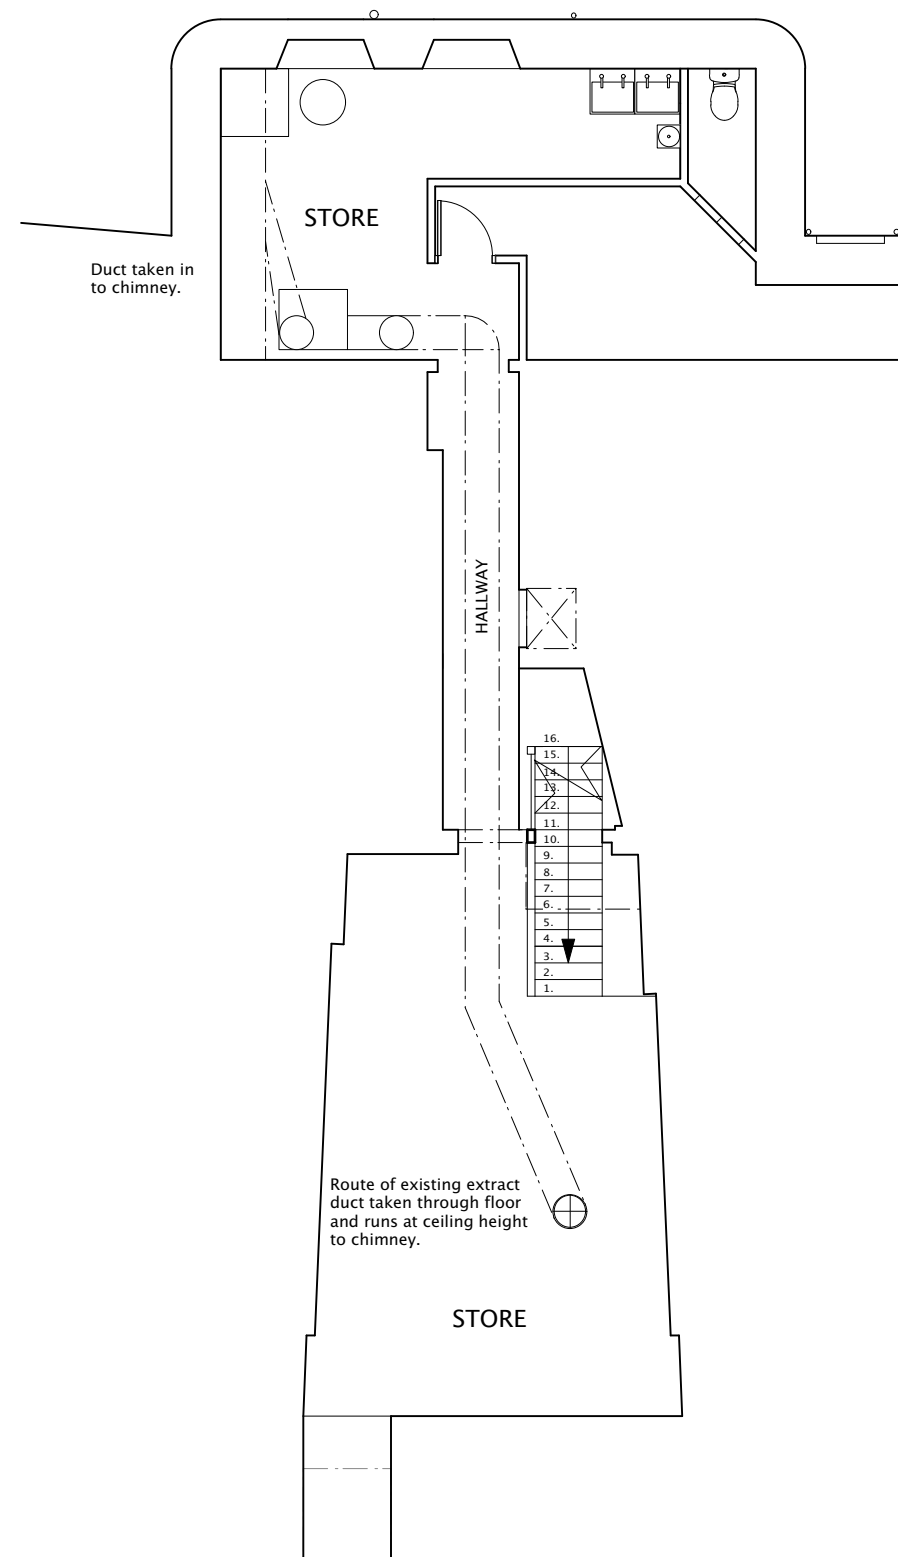 STORE
Duct taken in
to chimney.
HALLWAY
16.
15.
14.
13.
12.
11.
10.
9.
8.
7.
6.
5.
4.
3.
2.
1.
Route of existing extract
duct taken through floor
and runs at ceiling height
to chimney.
STORE